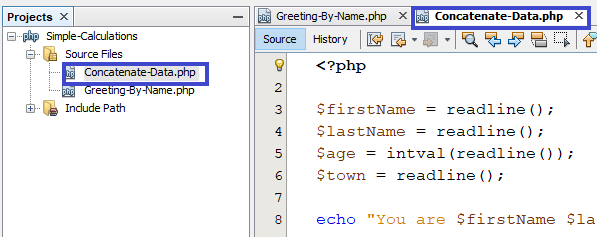 Projects
Simple-Calculations
Source Files
Concatenate-Data.php
Greeting-By-Name.php
Include Path
Greeting-By-Name.php Concatenate-Data.php
Source History
<?php
2
3 $firstName = readline();
4 $lastName = readline();
5 $age = intval(readline());
6 $town = readline();
7
8 echo "You are $firstName $la